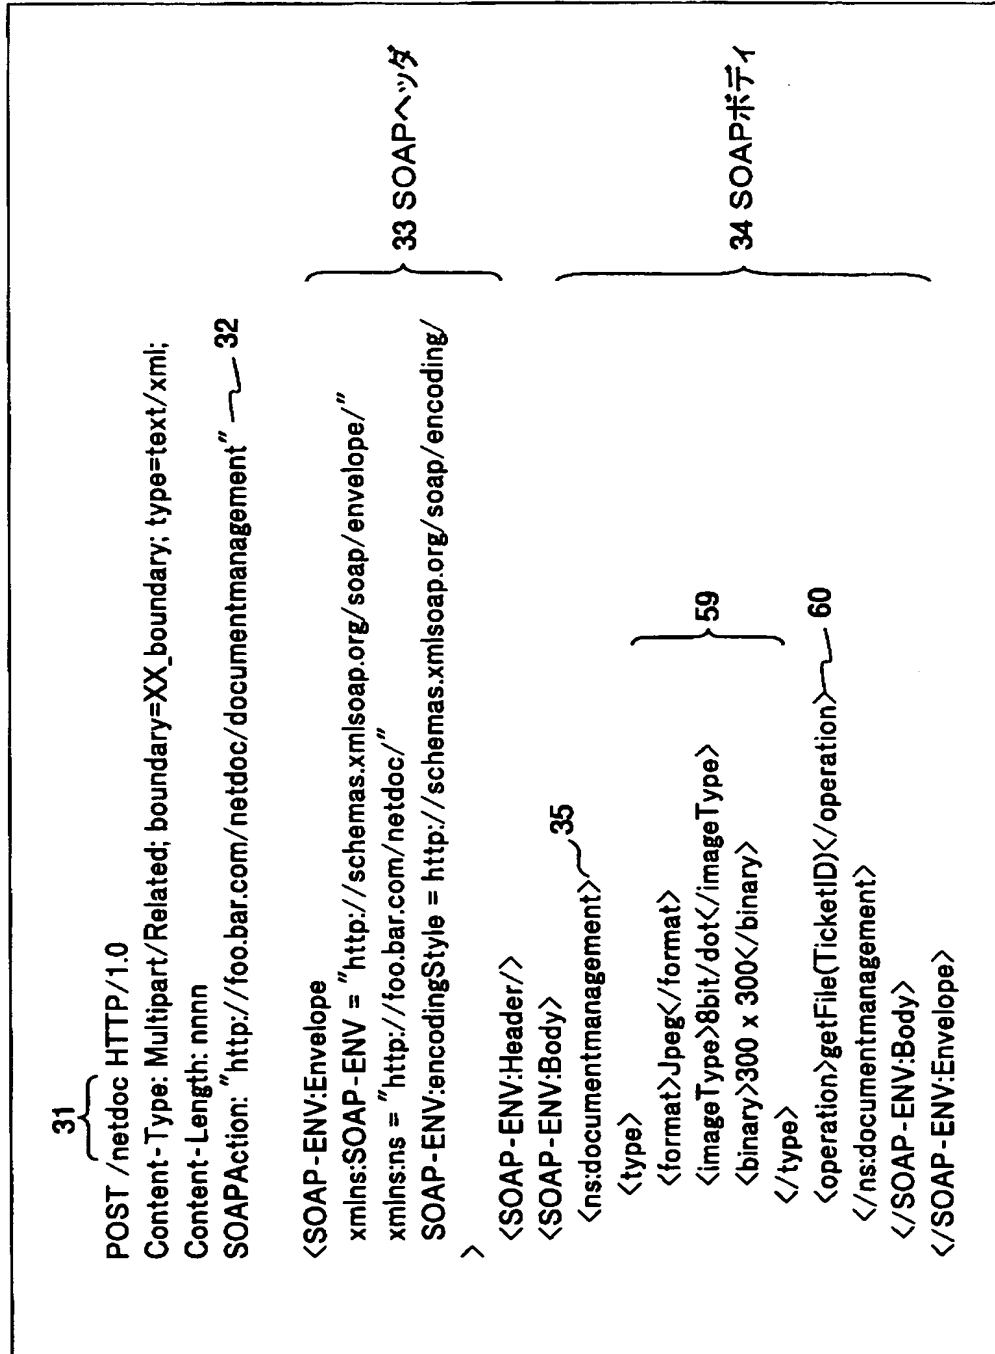 31
POST /netdoc HTTP/1.0
Content-Type: Multipart/Related; boundary=XX_boundary; type=text/xml;
Content-Length: nnnn
SOAPAction: "http://foo.bar.com/netdoc/documentmanagement" 32
<SOAP-ENV:Envelope
xmlns:SOAP-ENV = "http://schemas.xmlsoap.org/soap/envelope/"
xmlns:ns = "http://foo.bar.com/netdoc/"
SOAP-ENV:encodingStyle = http://schemas.xmlsoap.org/soap/encoding/
>
33 SOAPヘッダ
<SOAP-ENV:Header/>
<SOAP-ENV:Body>
<ns:documentmanagement> 35
<type>
<format>Jpeg</format>
<imageType>8bit/dot</imageType>
<binary>300 x 300</binary>
</type>
59
<operation>getFile(TicketID)</operation> 60
</ns:documentmanagement>
</SOAP-ENV:Body>
</SOAP-ENV:Envelope>
34 SOAPボディ